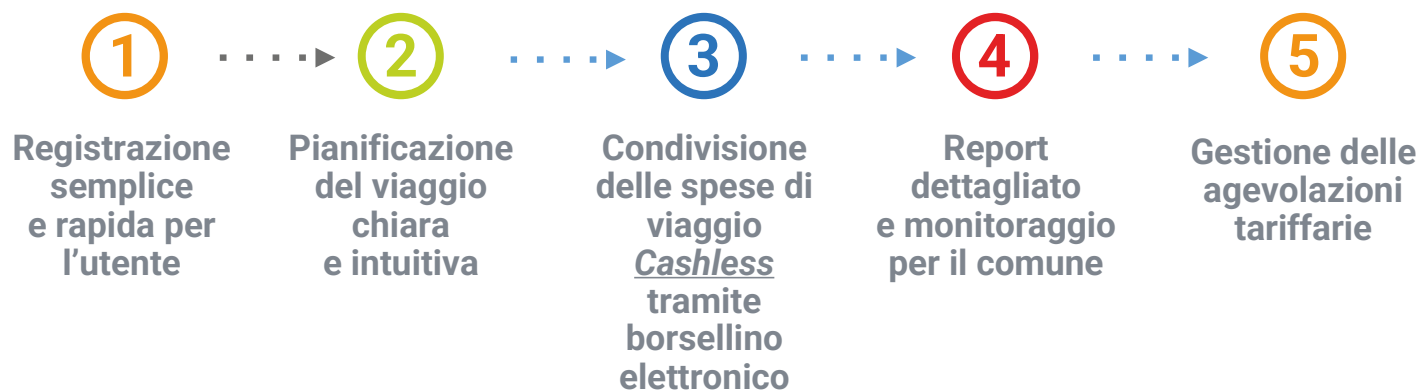 1
Registrazione
semplice
e rapida per
l'utente
2
Pianificazione
del viaggio
chiara
e intuitiva
3
Condivisione
delle spese di
viaggio
Cashless
tramite
borsellino
elettronico
4
Report
dettagliato
e monitoraggio
per il comune
5
Gestione delle
agevolazioni
tariffarie